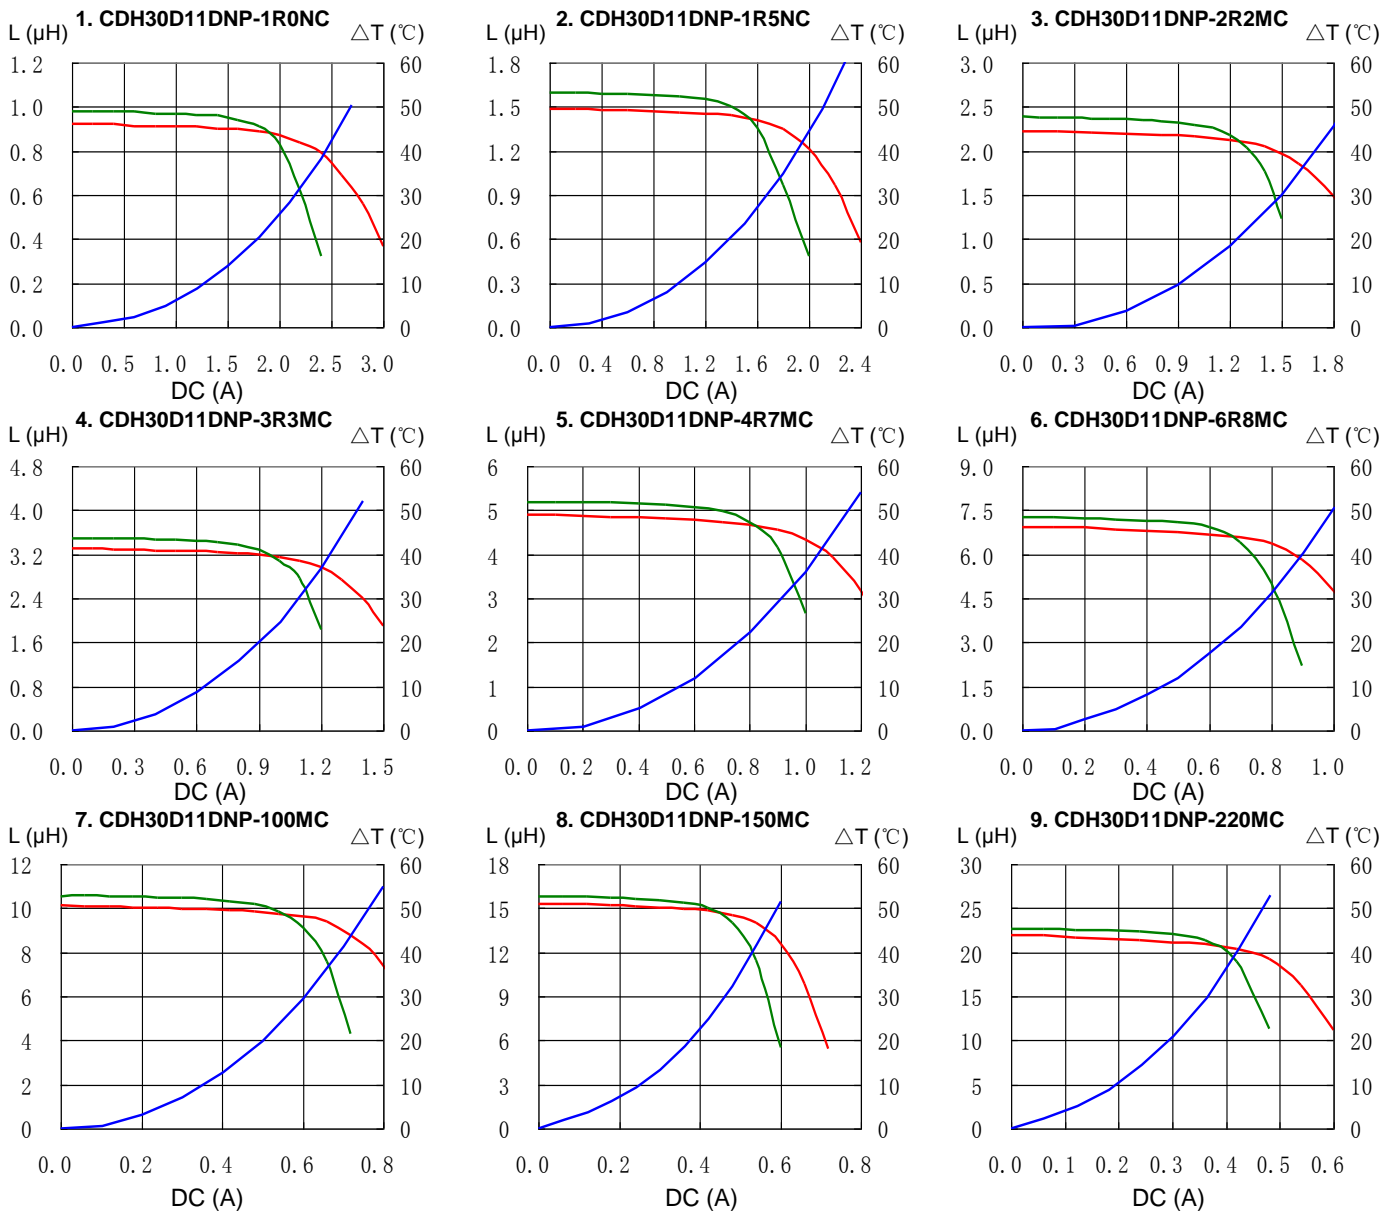 1. CDH30D11DNP-1R0NC
L (μH) △T (℃)
1.2 60
1.0 50
0.8 40
0.6 30
0.4 20
0.2 10
0.0 0
0.0 0.5 1.0 1.5 2.0 2.5 3.0
DC (A)
2. CDH30D11DNP-1R5NC
L (μH) △T (℃)
1.8 60
1.5 50
1.2 40
0.9 30
0.6 20
0.3 10
0.0 0
0.0 0.4 0.8 1.2 1.6 2.0 2.4
DC (A)
3. CDH30D11DNP-2R2MC
L (μH) △T (℃)
3.0 60
2.5 50
2.0 40
1.5 30
1.0 20
0.5 10
0.0 0
0.0 0.3 0.6 0.9 1.2 1.5 1.8
DC (A)
4. CDH30D11DNP-3R3MC
L (μH) △T (℃)
4.8 60
4.0 50
3.2 40
2.4 30
1.6 20
0.8 10
0.0 0
0.0 0.3 0.6 0.9 1.2 1.5
DC (A)
5. CDH30D11DNP-4R7MC
L (μH) △T (℃)
6 60
5 50
4 40
3 30
2 20
1 10
0 0
0.0 0.2 0.4 0.6 0.8 1.0 1.2
DC (A)
6. CDH30D11DNP-6R8MC
L (μH) △T (℃)
9.0 60
7.5 50
6.0 40
4.5 30
3.0 20
1.5 10
0.0 0
0.0 0.2 0.4 0.6 0.8 1.0
DC (A)
7. CDH30D11DNP-100MC
L (μH) △T (℃)
12 60
10 50
8 40
6 30
4 20
2 10
0 0
0.0 0.2 0.4 0.6 0.8
DC (A)
8. CDH30D11DNP-150MC
L (μH) △T (℃)
18 60
15 50
12 40
9 30
6 20
3 10
0 0
0.0 0.2 0.4 0.6 0.8
DC (A)
9. CDH30D11DNP-220MC
L (μH) △T (℃)
30 60
25 50
20 40
15 30
10 20
5 10
0 0
0.0 0.1 0.2 0.3 0.4 0.5 0.6
DC (A)